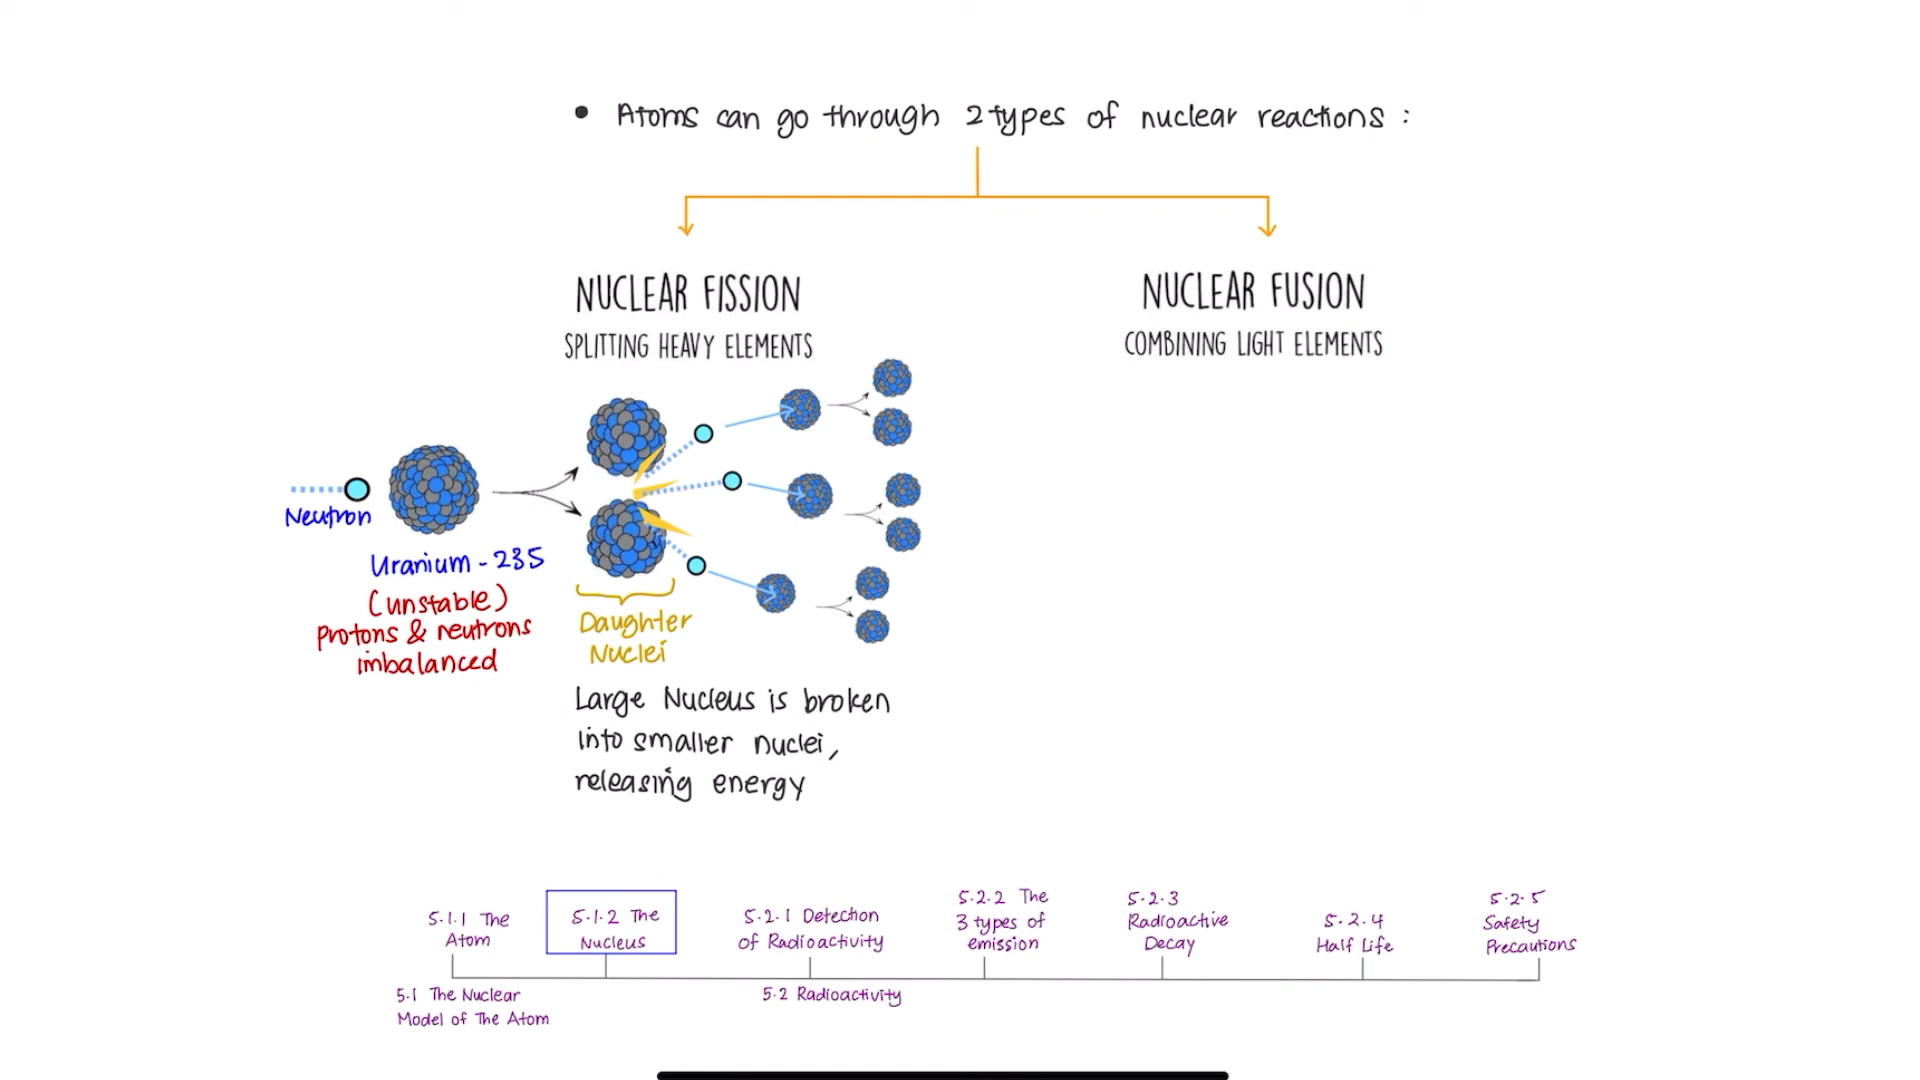 • Atoms can go through 2 types of nuclear reactions :
NUCLEAR FISSION
SPLITTING HEAVY ELEMENTS
NUCLEAR FUSION
COMBINING LIGHT ELEMENTS
Neutron
Uranium - 235
(unstable)
protons & neutrons
imbalanced
Daughter
Nuclei
Large Nucleus is broken
into smaller nuclei,
releasing energy
5.1.1 The
Atom
5.1.2 The
Nucleus
5.2.1 Detection
of Radioactivity
5.2.2 The
3 types of
emission
5.2.3
Radioactive
Decay
5.2.4
Half Life
5.2.5
Safety
Precautions
5.1 The Nuclear
Model of The Atom
5.2 Radioactivity